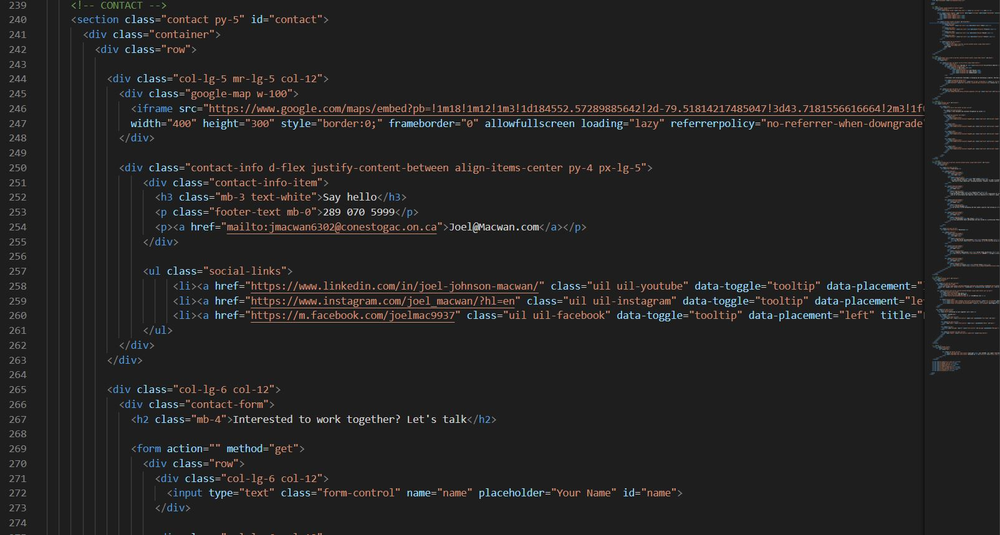 239 <!-- CONTACT -->
240 <section class="contact py-5" id="contact">
241 <div class="container">
242 <div class="row">
243
244 <div class="col-lg-5 mr-lg-5 col-12">
245 <div class="google-map w-100">
246 <iframe src="https://www.google.com/maps/embed?pb=!1m18!1m12!1m3!1d184552.57289885642!2d-79.51814217485047!3d43.7181556616664!2m3!1f0
247 width="400" height="300" style="border:0;" frameborder="0" allowfullscreen loading="lazy" referrerpolicy="no-referrer-when-downgrade"
248 </div>
249
250 <div class="contact-info d-flex justify-content-between align-items-center py-4 px-lg-5">
251 <div class="contact-info-item">
252 <h3 class="mb-3 text-white">Say hello</h3>
253 <p class="footer-text mb-0">289 070 5999</p>
254 <p><a href="mailto:jmacwan6302@conestogac.on.ca">Joel@Macwan.com</a></p>
255 </div>
256
257 <ul class="social-links">
258 <li><a href="https://www.linkedin.com/in/joel-johnson-macwan/" class="uil uil-youtube" data-toggle="tooltip" data-placement="l
259 <li><a href="https://www.instagram.com/joel_macwan/?hl=en" class="uil uil-instagram" data-toggle="tooltip" data-placement="le
260 <li><a href="https://m.facebook.com/joelmac9937" class="uil uil-facebook" data-toggle="tooltip" data-placement="left" title="
261 </ul>
262 </div>
263 </div>
264
265 <div class="col-lg-6 col-12">
266 <div class="contact-form">
267 <h2 class="mb-4">Interested to work together? Let's talk</h2>
268
269 <form action="" method="get">
270 <div class="row">
271 <div class="col-lg-6 col-12">
272 <input type="text" class="form-control" name="name" placeholder="Your Name" id="name">
273 </div>
274